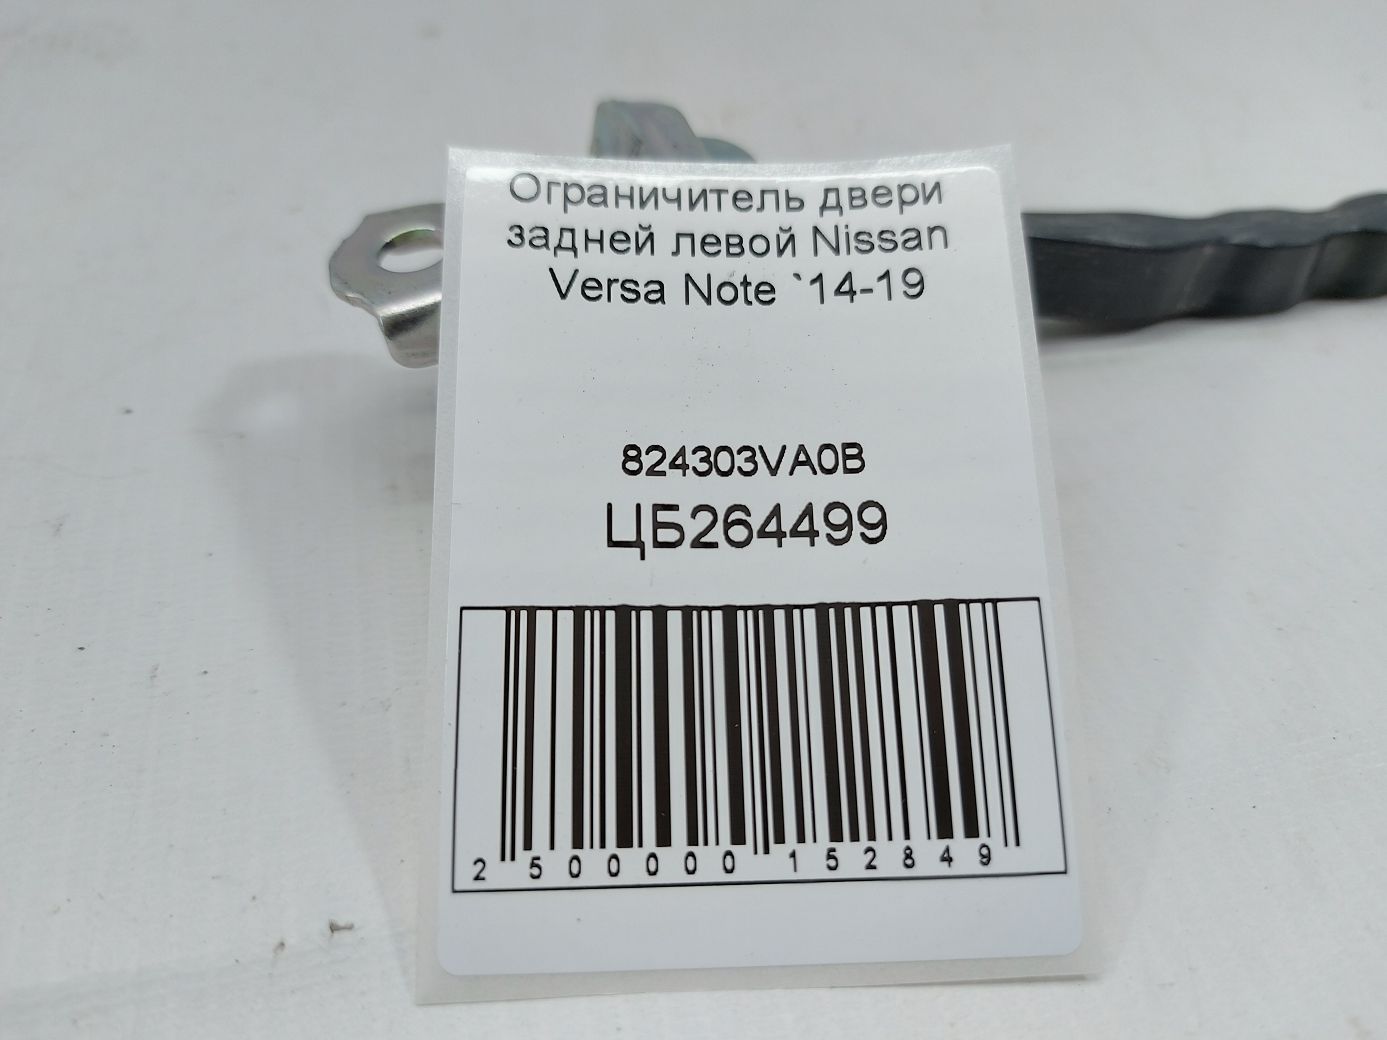 Ограничитель двери
задней левой Nissan
Versa Note `14-19
824303VA0B
ЦБ264499
2 500000 152849